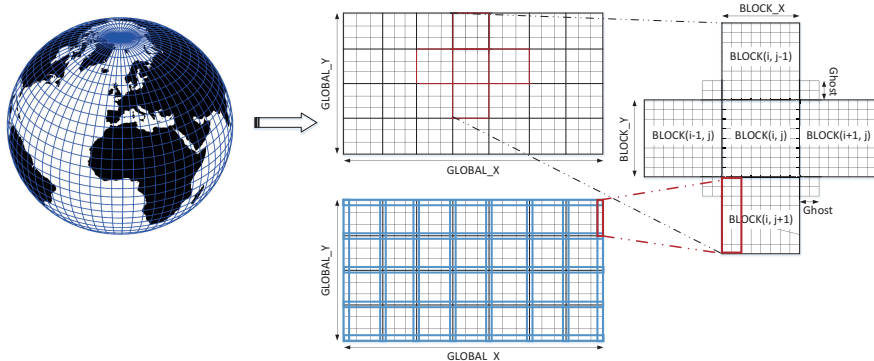 GLOBAL_Y
GLOBAL_X
BLOCK_X
BLOCK(i, j-1)
Ghost
BLOCK_Y
BLOCK(i-1, j)
BLOCK(i, j)
BLOCK(i+1, j)
Ghost
BLOCK(i, j+1)
GLOBAL_Y
GLOBAL_X